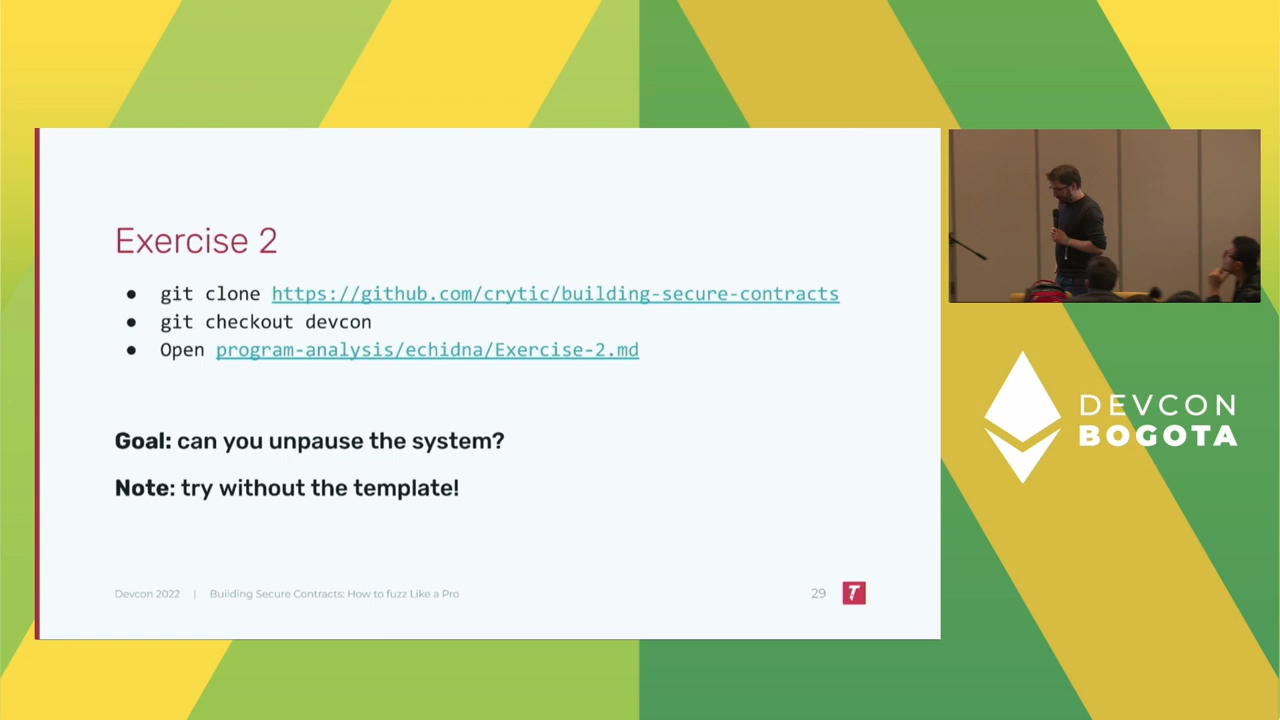 Exercise 2
● git clone https://github.com/crytic/building-secure-contracts
● git checkout devcon
● Open program-analysis/echidna/Exercise-2.md
Goal: can you unpause the system?
Note: try without the template!
Devcon 2022 | Building Secure Contracts: How to fuzz Like a Pro
29
DEVCON
BOGOTA